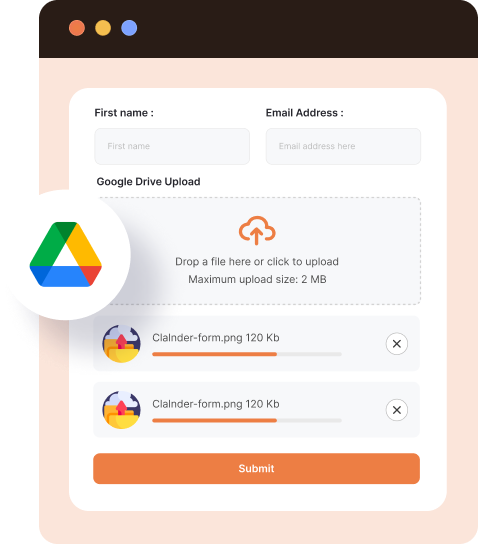 First name :
Email Address :
First name
Email address here
Google Drive Upload
Drop a file here or click to upload
Maximum upload size: 2 MB
Clalnder-form.png 120 Kb
Clalnder-form.png 120 Kb
Submit